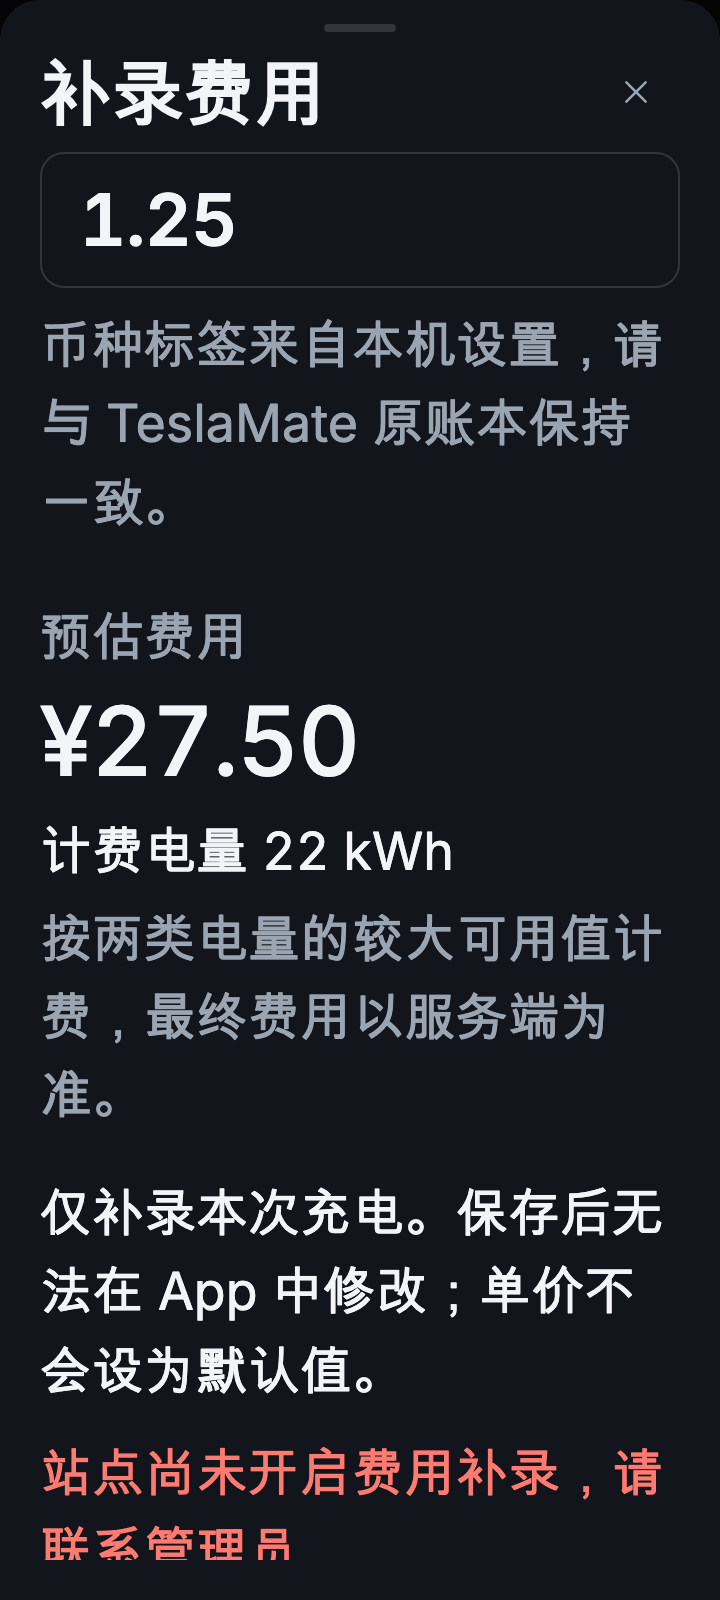 补录费用
1.25
币种标签来自本机设置，请
与 TeslaMate 原账本保持
一致。
预估费用
¥27.50
计费电量 22 kWh
按两类电量的较大可用值计
费，最终费用以服务端为
准。
仅补录本次充电。保存后无
法在 App 中修改；单价不
会设为默认值。
站点尚未开启费用补录，请
联系管理员